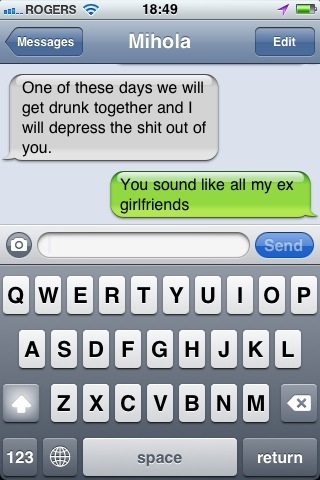 ROGERS 18:49
Messages Mihola Edit
One of these days we will
get drunk together and I
will depress the shit out of
you.
You sound like all my ex
girlfriends
Send
Q W E R T Y U I O P
A S D F G H J K L
Z X C V B N M
123 space return